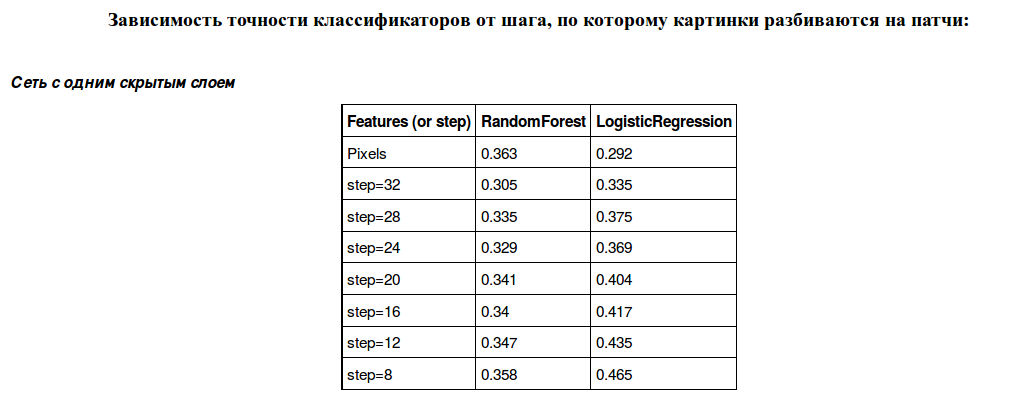 Зависимость точности классификаторов от шага, по которому картинки разбиваются на патчи:
Сеть с одним скрытым слоем
Features (or step) RandomForest LogisticRegression
Pixels 0.363 0.292
step=32 0.305 0.335
step=28 0.335 0.375
step=24 0.329 0.369
step=20 0.341 0.404
step=16 0.34 0.417
step=12 0.347 0.435
step=8 0.358 0.465